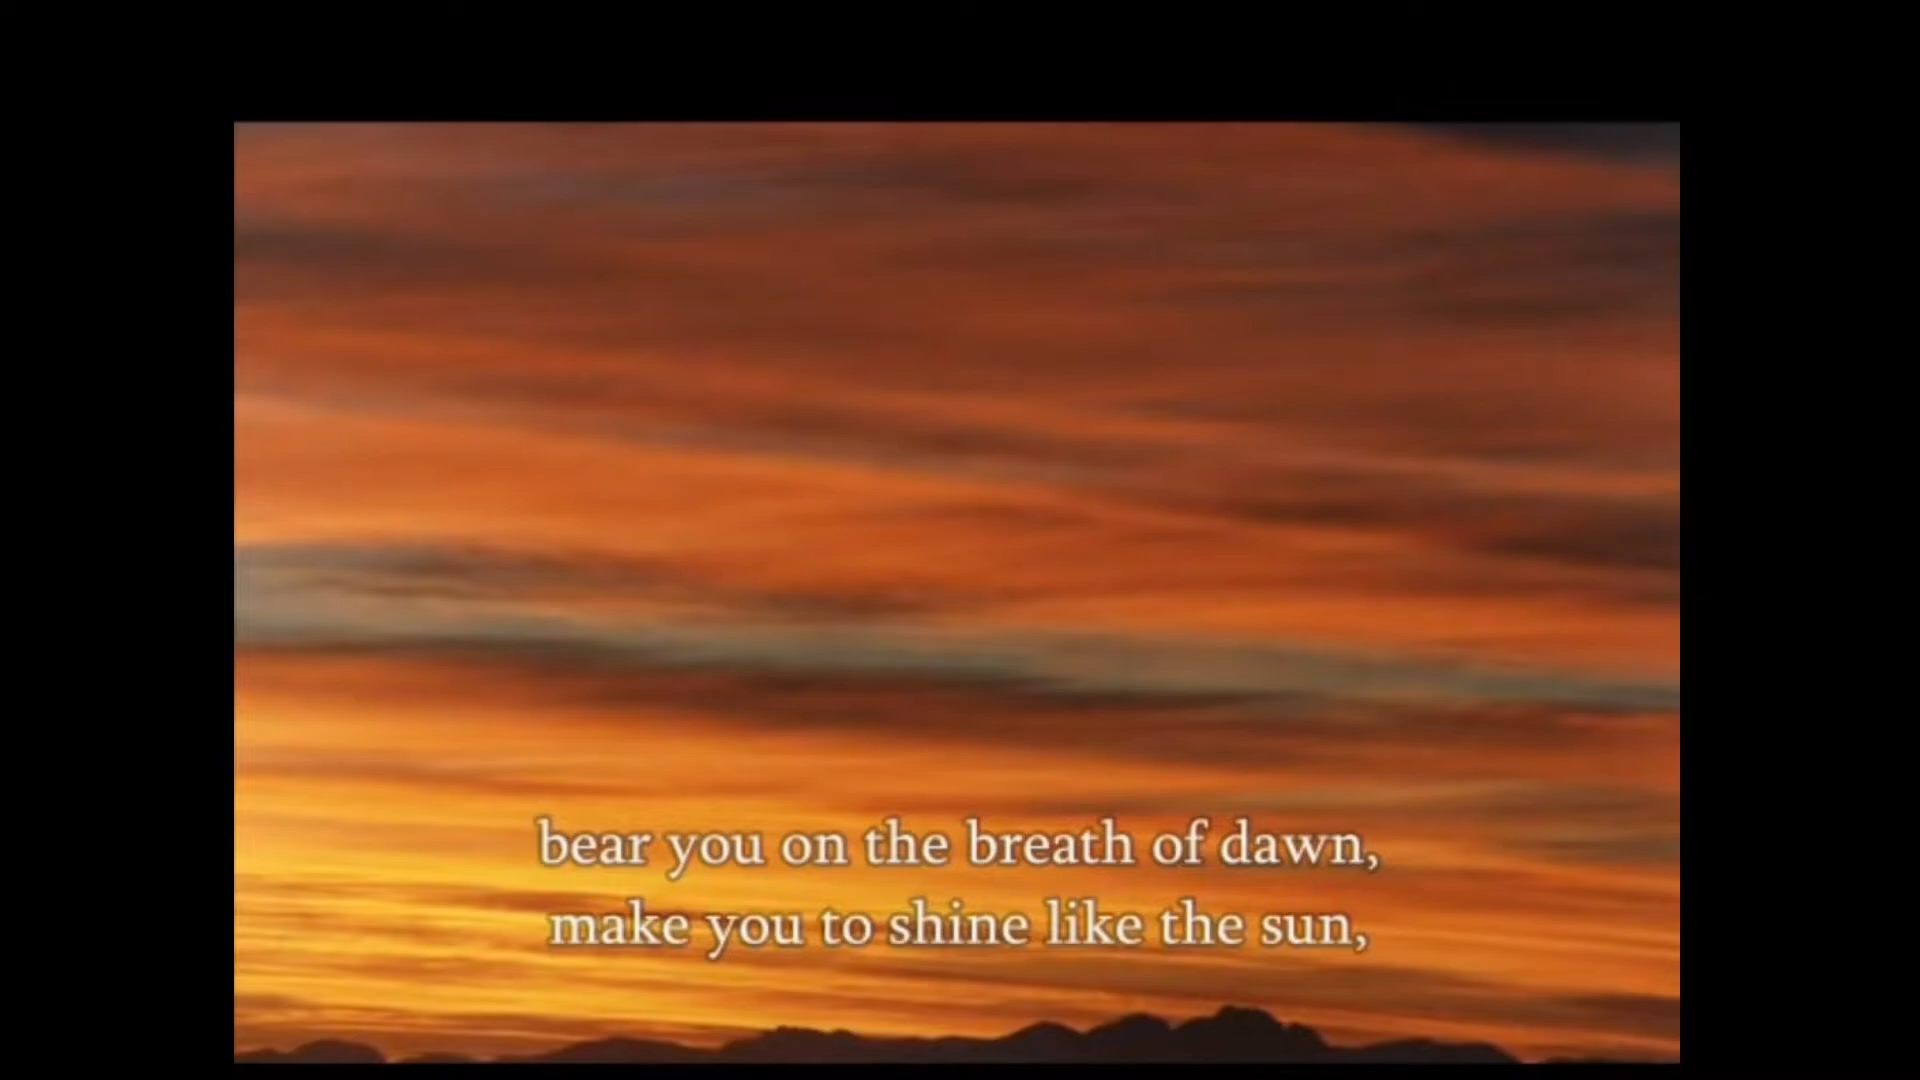 bear you on the breath of dawn,
make you to shine like the sun,